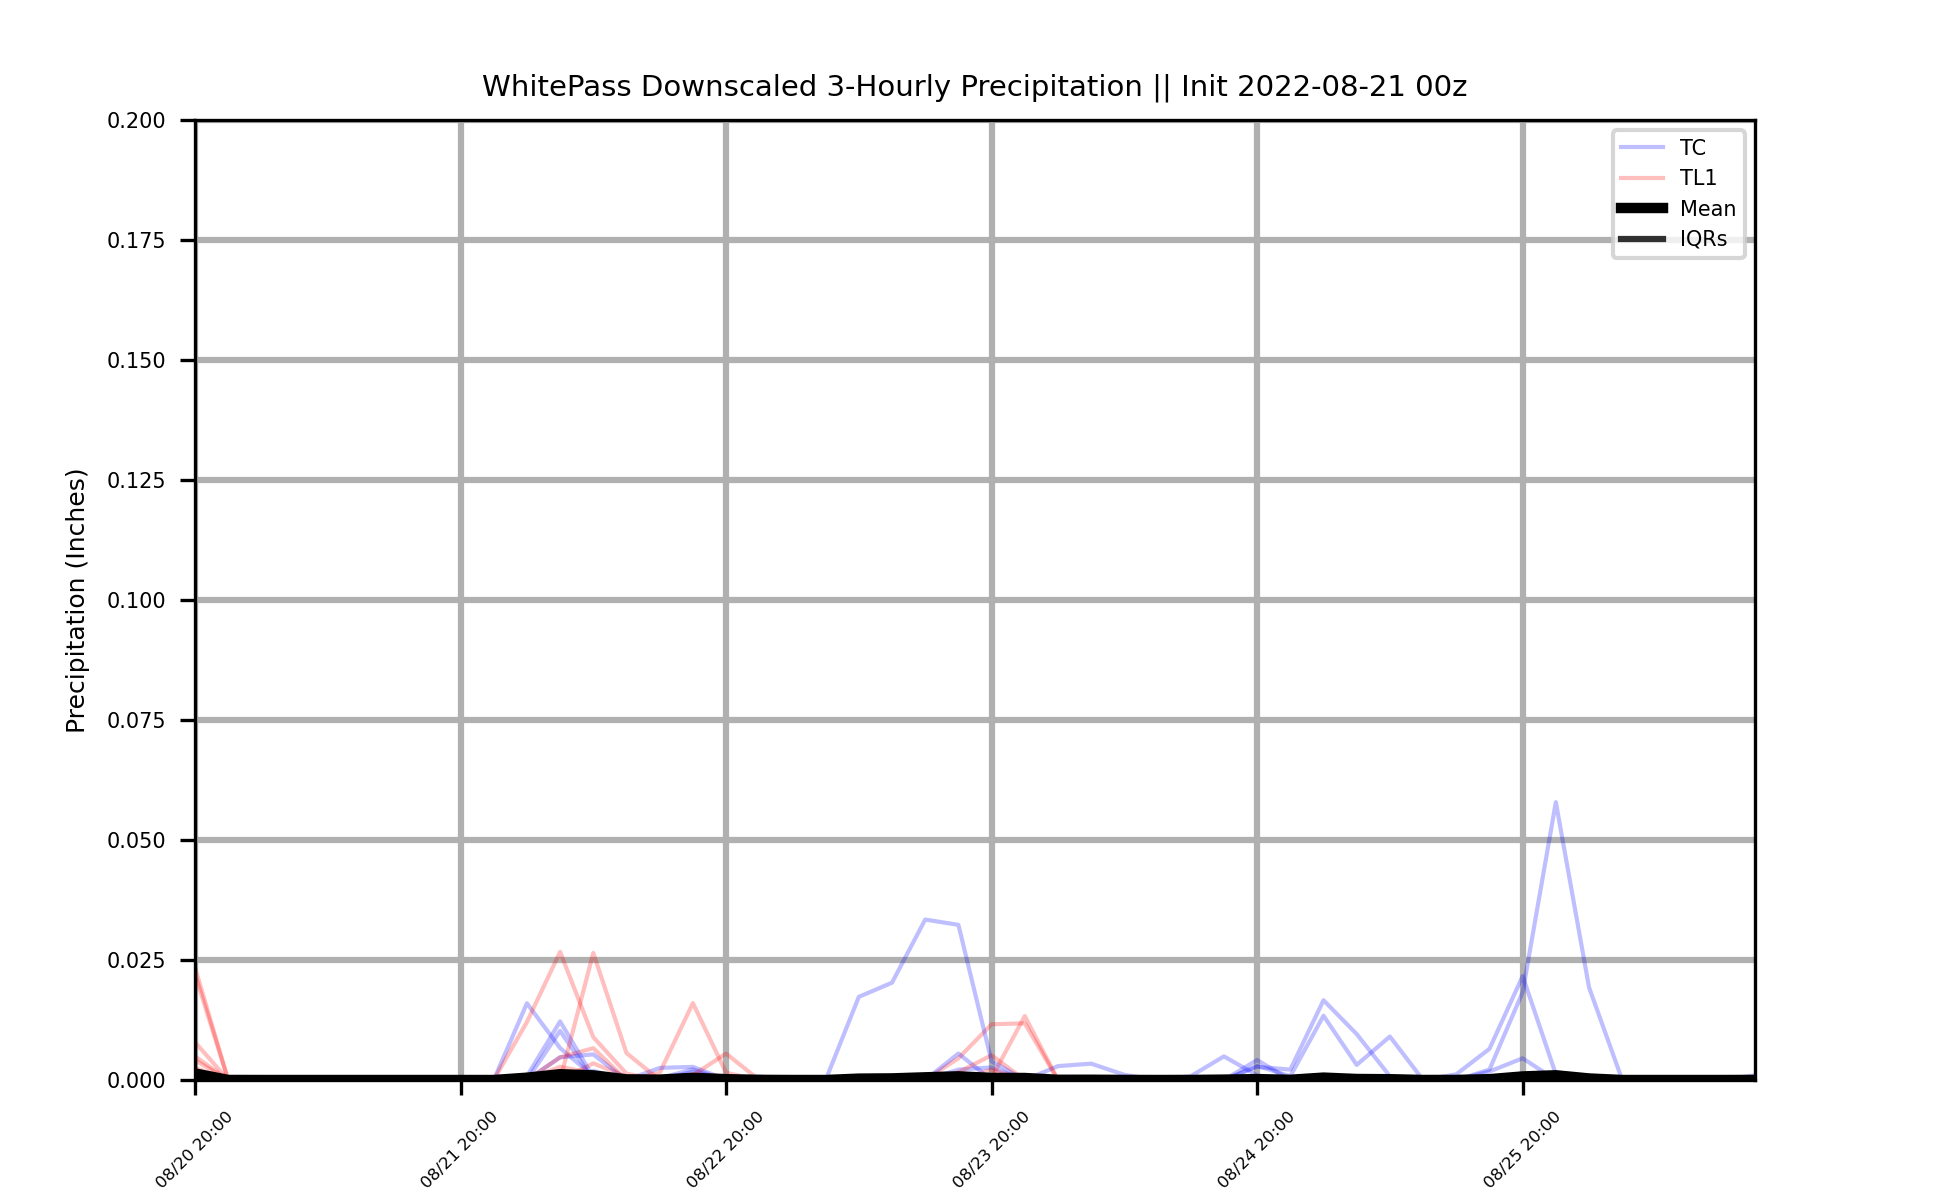 WhitePass Downscaled 3-Hourly Precipitation || Init 2022-08-21 00z
0.200
0.175
0.150
0.125
0.100
0.075
0.050
0.025
0.000
Precipitation (Inches)
TC
TL1
Mean
IQRs
08/20 20:00
08/21 20:00
08/22 20:00
08/23 20:00
08/24 20:00
08/25 20:00